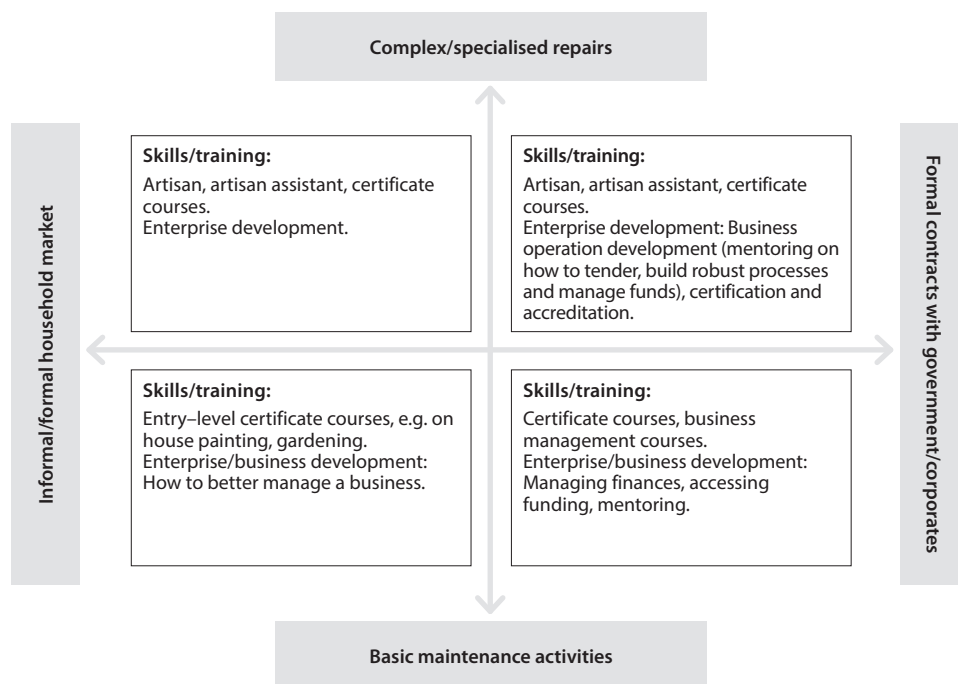 Complex/specialised repairs
Informal/formal household market
Skills/training:
Artisan, artisan assistant, certificate
courses.
Enterprise development.
Skills/training:
Artisan, artisan assistant, certificate
courses.
Enterprise development: Business
operation development (mentoring on
how to tender, build robust processes
and manage funds), certification and
accreditation.
Formal contracts with government/corporates
Skills/training:
Entry–level certificate courses, e.g. on
house painting, gardening.
Enterprise/business development:
How to better manage a business.
Skills/training:
Certificate courses, business
management courses.
Enterprise/business development:
Managing finances, accessing
funding, mentoring.
Basic maintenance activities